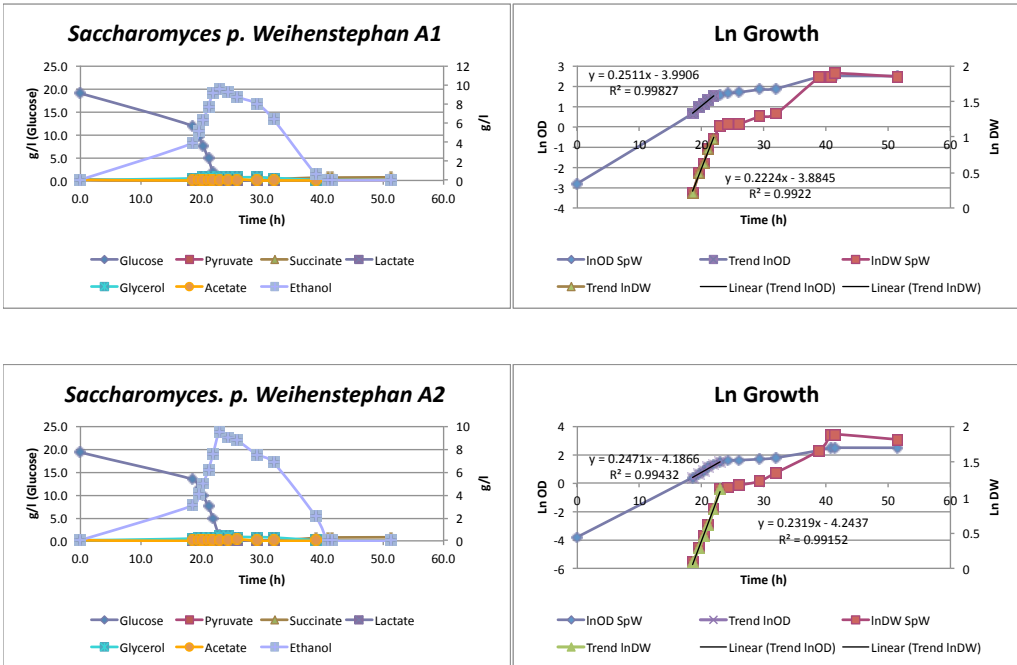 Saccharomyces p. Weihenstephan A1
25.0
20.0
15.0
10.0
5.0
0.0
g/l (Glucose)
12
10
8
6
4
2
0
g/l
0.0 10.0 20.0 30.0 40.0 50.0 60.0
Time (h)
Glucose Pyruvate Succinate Lactate
Glycerol Acetate Ethanol
Ln Growth
3
2
1
0
-1
-2
-3
-4
Ln OD
y = 0.2511x - 3.9906
R² = 0.99827
y = 0.2224x - 3.8845
R² = 0.9922
2
1.5
1
0.5
0
Ln DW
0 10 20 30 40 50 60
Time (h)
lnOD SpW Trend lnOD lnDW SpW
Trend lnDW Linear (Trend lnOD) Linear (Trend lnDW)
Saccharomyces. p. Weihenstephan A2
25.0
20.0
15.0
10.0
5.0
0.0
g/l (Glucose)
10
8
6
4
2
0
g/l
0.0 10.0 20.0 30.0 40.0 50.0 60.0
Time (h)
Glucose Pyruvate Succinate Lactate
Glycerol Acetate Ethanol
Ln Growth
4
2
0
-2
-4
-6
Ln OD
y = 0.2471x - 4.1866
R² = 0.99432
y = 0.2319x - 4.2437
R² = 0.99152
2
1.5
1
0.5
0
Ln DW
0 10 20 30 40 50 60
Time (h)
lnOD SpW Trend lnOD lnDW SpW
Trend lnDW Linear (Trend lnOD) Linear (Trend lnDW)